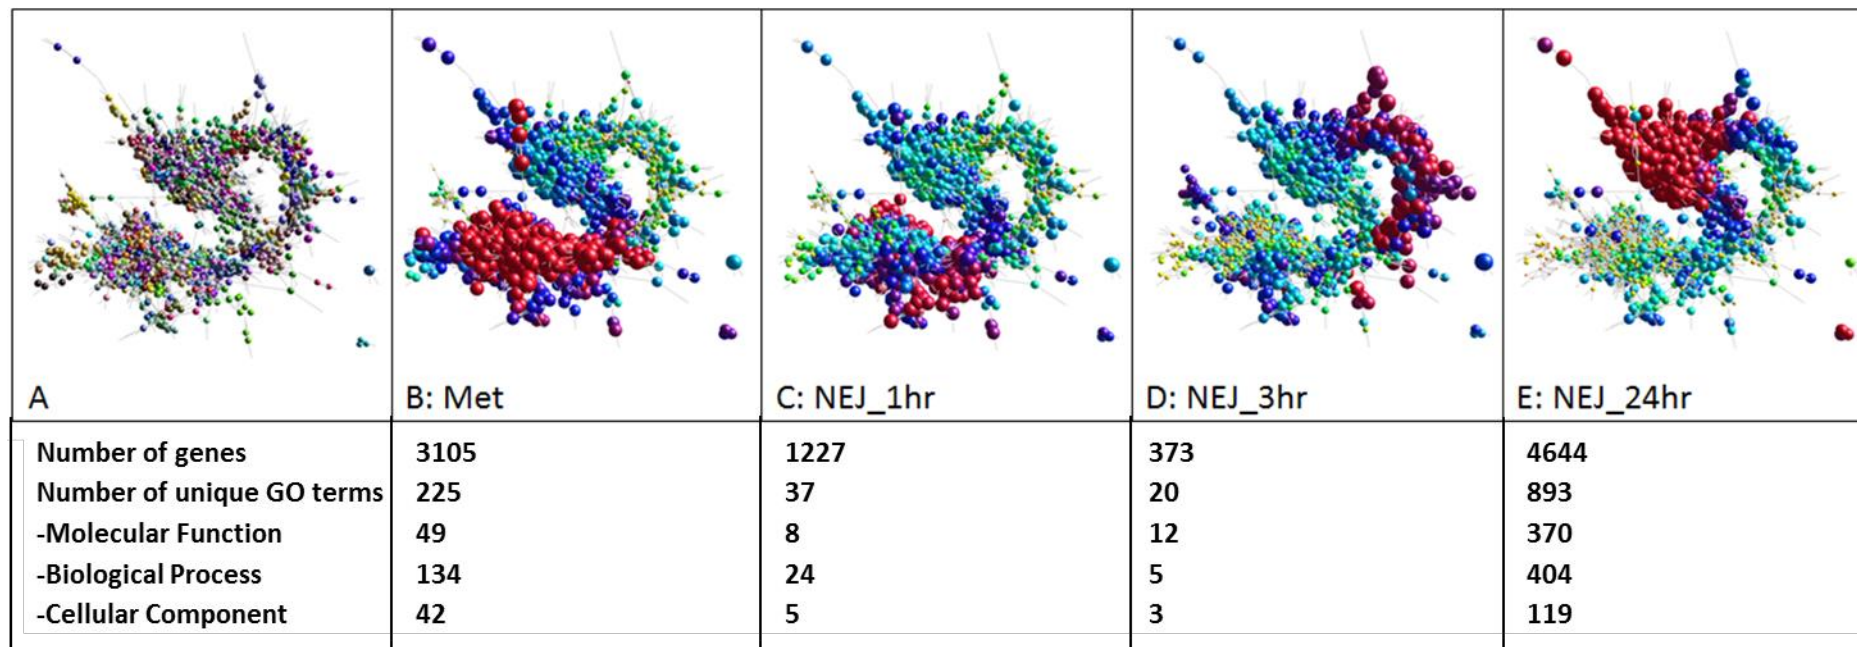 A B: Met C: NEJ_1hr D: NEJ_3hr E: NEJ_24hr
Number of genes 3105 1227 373 4644
Number of unique GO terms 225 37 20 893
-Molecular Function 49 8 12 370
-Biological Process 134 24 5 404
-Cellular Component 42 5 3 119